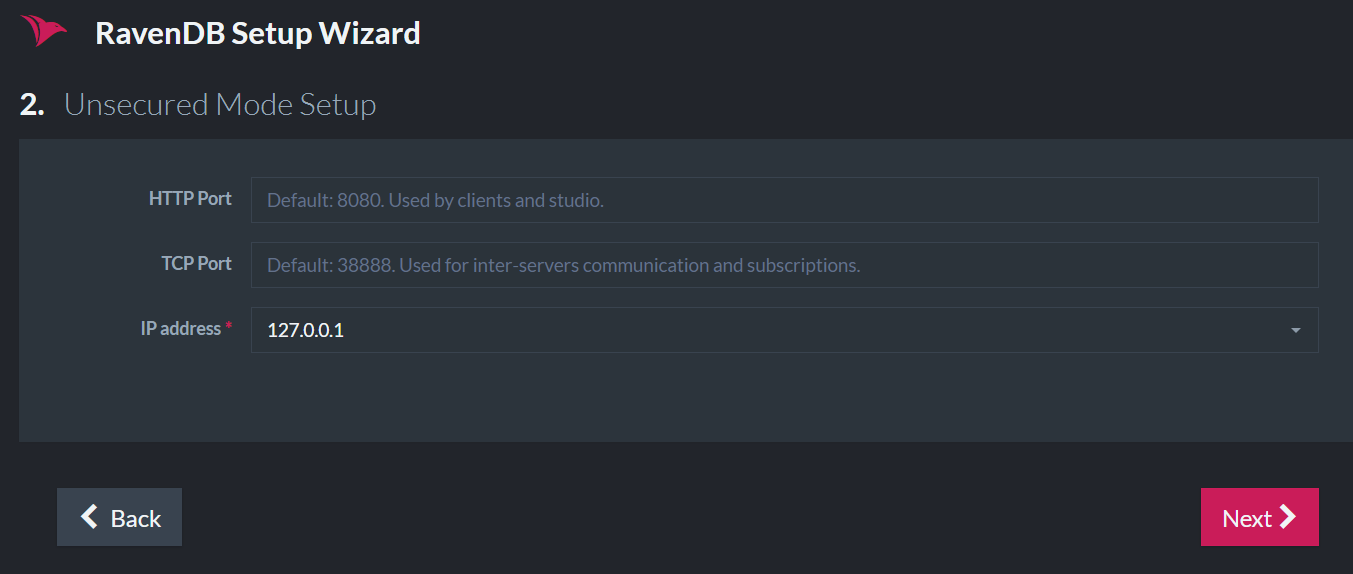 RavenDB Setup Wizard
2. Unsecured Mode Setup
HTTP Port Default: 8080. Used by clients and studio.
TCP Port Default: 38888. Used for inter-servers communication and subscriptions.
IP address * 127.0.0.1
Back Next